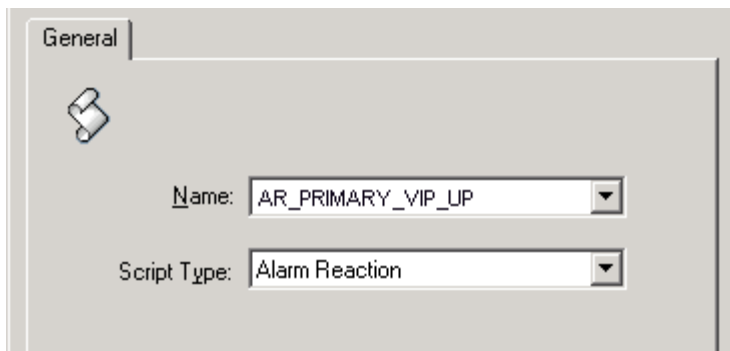 General
Name: AR_PRIMARY_VIP_UP
Script Type: Alarm Reaction